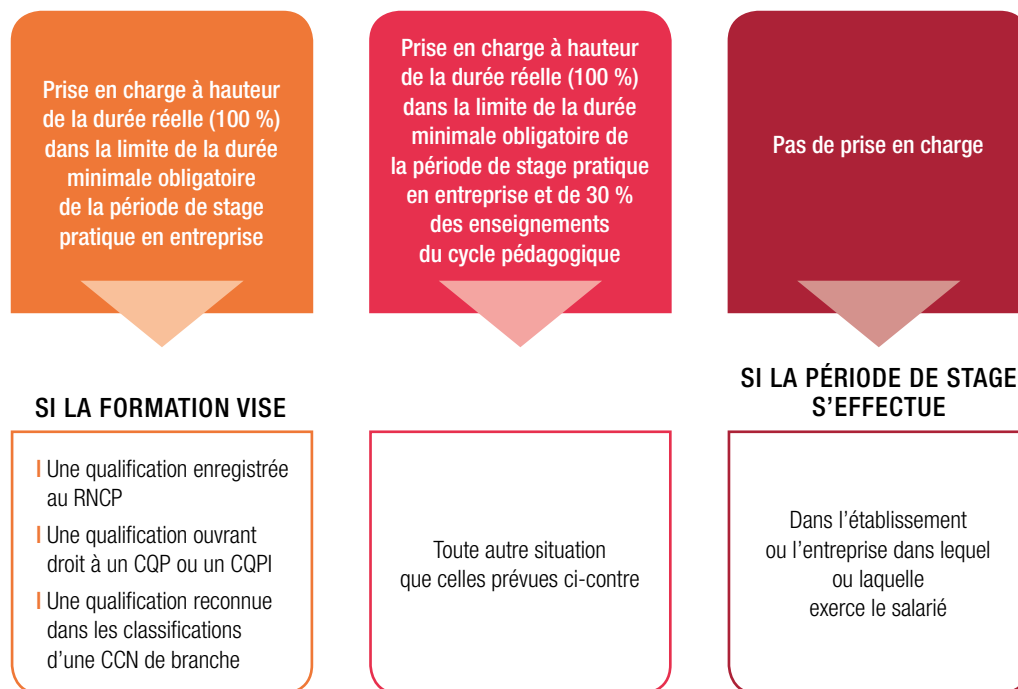 Prise en charge à hauteur
de la durée réelle (100 %)
dans la limite de la durée
minimale obligatoire
de la période de stage
pratique en entreprise
SI LA FORMATION VISE
Une qualification enregistrée
au RNCP
Une qualification ouvrant
droit à un CQP ou un CQPI
Une qualification reconnue
dans les classifications
d’une CCN de branche
Prise en charge à hauteur
de la durée réelle (100 %)
dans la limite de la durée
minimale obligatoire de
la période de stage pratique
en entreprise et de 30 %
des enseignements
du cycle pédagogique
Toute autre situation
que celles prévues ci-contre
Pas de prise en charge
SI LA PÉRIODE DE STAGE
S’EFFECTUE
Dans l’établissement
ou l’entreprise dans lequel
ou laquelle
exerce le salarié